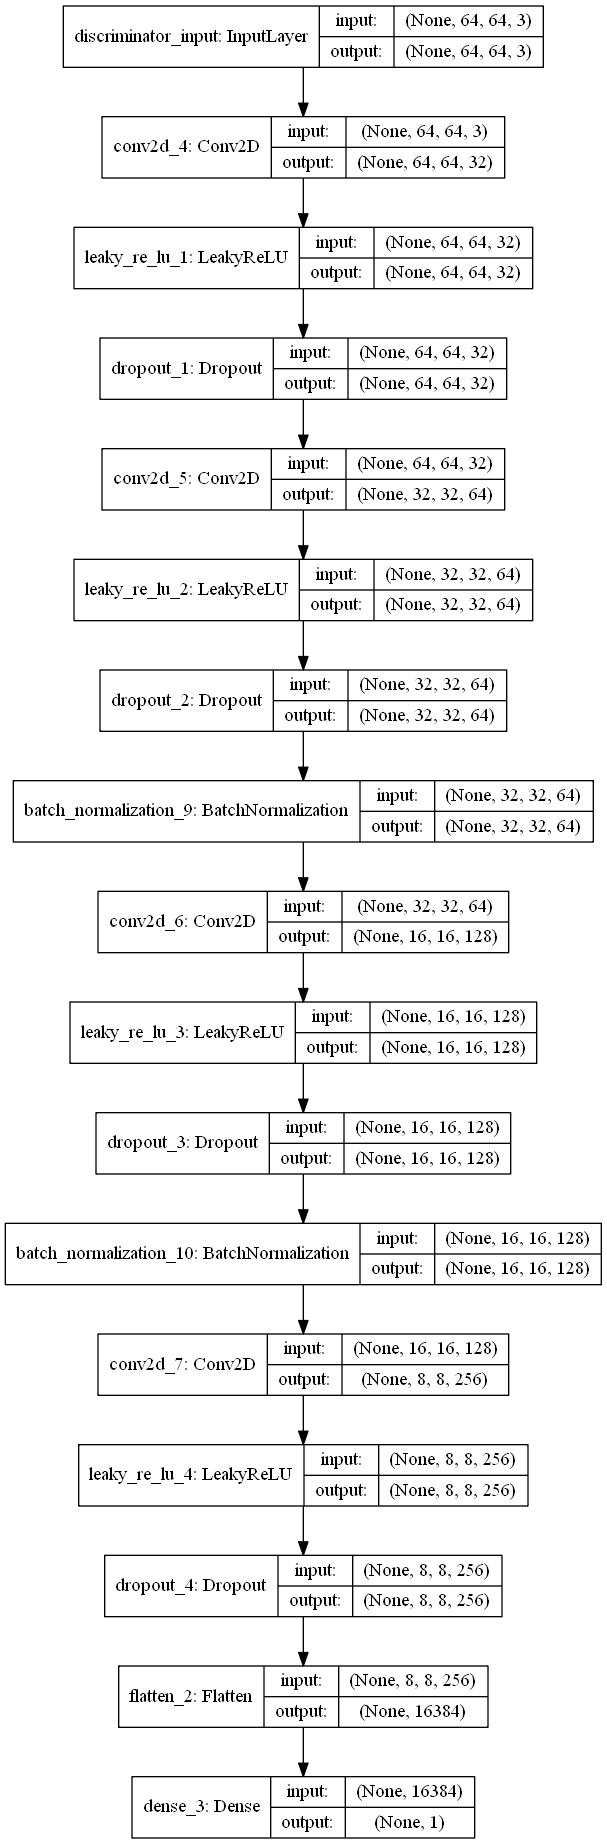 discriminator_input: InputLayer
input: (None, 64, 64, 3)
output: (None, 64, 64, 3)
conv2d_4: Conv2D
input: (None, 64, 64, 3)
output: (None, 64, 64, 32)
leaky_re_lu_1: LeakyReLU
input: (None, 64, 64, 32)
output: (None, 64, 64, 32)
dropout_1: Dropout
input: (None, 64, 64, 32)
output: (None, 64, 64, 32)
conv2d_5: Conv2D
input: (None, 64, 64, 32)
output: (None, 32, 32, 64)
leaky_re_lu_2: LeakyReLU
input: (None, 32, 32, 64)
output: (None, 32, 32, 64)
dropout_2: Dropout
input: (None, 32, 32, 64)
output: (None, 32, 32, 64)
batch_normalization_9: BatchNormalization
input: (None, 32, 32, 64)
output: (None, 32, 32, 64)
conv2d_6: Conv2D
input: (None, 32, 32, 64)
output: (None, 16, 16, 128)
leaky_re_lu_3: LeakyReLU
input: (None, 16, 16, 128)
output: (None, 16, 16, 128)
dropout_3: Dropout
input: (None, 16, 16, 128)
output: (None, 16, 16, 128)
batch_normalization_10: BatchNormalization
input: (None, 16, 16, 128)
output: (None, 16, 16, 128)
conv2d_7: Conv2D
input: (None, 16, 16, 128)
output: (None, 8, 8, 256)
leaky_re_lu_4: LeakyReLU
input: (None, 8, 8, 256)
output: (None, 8, 8, 256)
dropout_4: Dropout
input: (None, 8, 8, 256)
output: (None, 8, 8, 256)
flatten_2: Flatten
input: (None, 8, 8, 256)
output: (None, 16384)
dense_3: Dense
input: (None, 16384)
output: (None, 1)